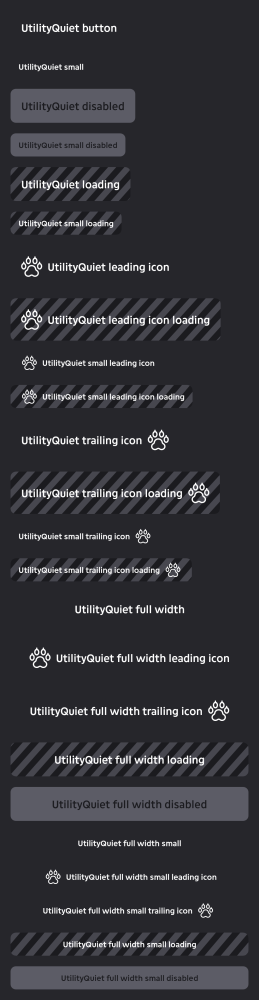 UtilityQuiet button
UtilityQuiet small
UtilityQuiet disabled
UtilityQuiet small disabled
UtilityQuiet loading
UtilityQuiet small loading
UtilityQuiet leading icon
UtilityQuiet leading icon loading
UtilityQuiet small leading icon
UtilityQuiet small leading icon loading
UtilityQuiet trailing icon
UtilityQuiet trailing icon loading
UtilityQuiet small trailing icon
UtilityQuiet small trailing icon loading
UtilityQuiet full width
UtilityQuiet full width leading icon
UtilityQuiet full width trailing icon
UtilityQuiet full width loading
UtilityQuiet full width disabled
UtilityQuiet full width small
UtilityQuiet full width small leading icon
UtilityQuiet full width small trailing icon
UtilityQuiet full width small loading
UtilityQuiet full width small disabled